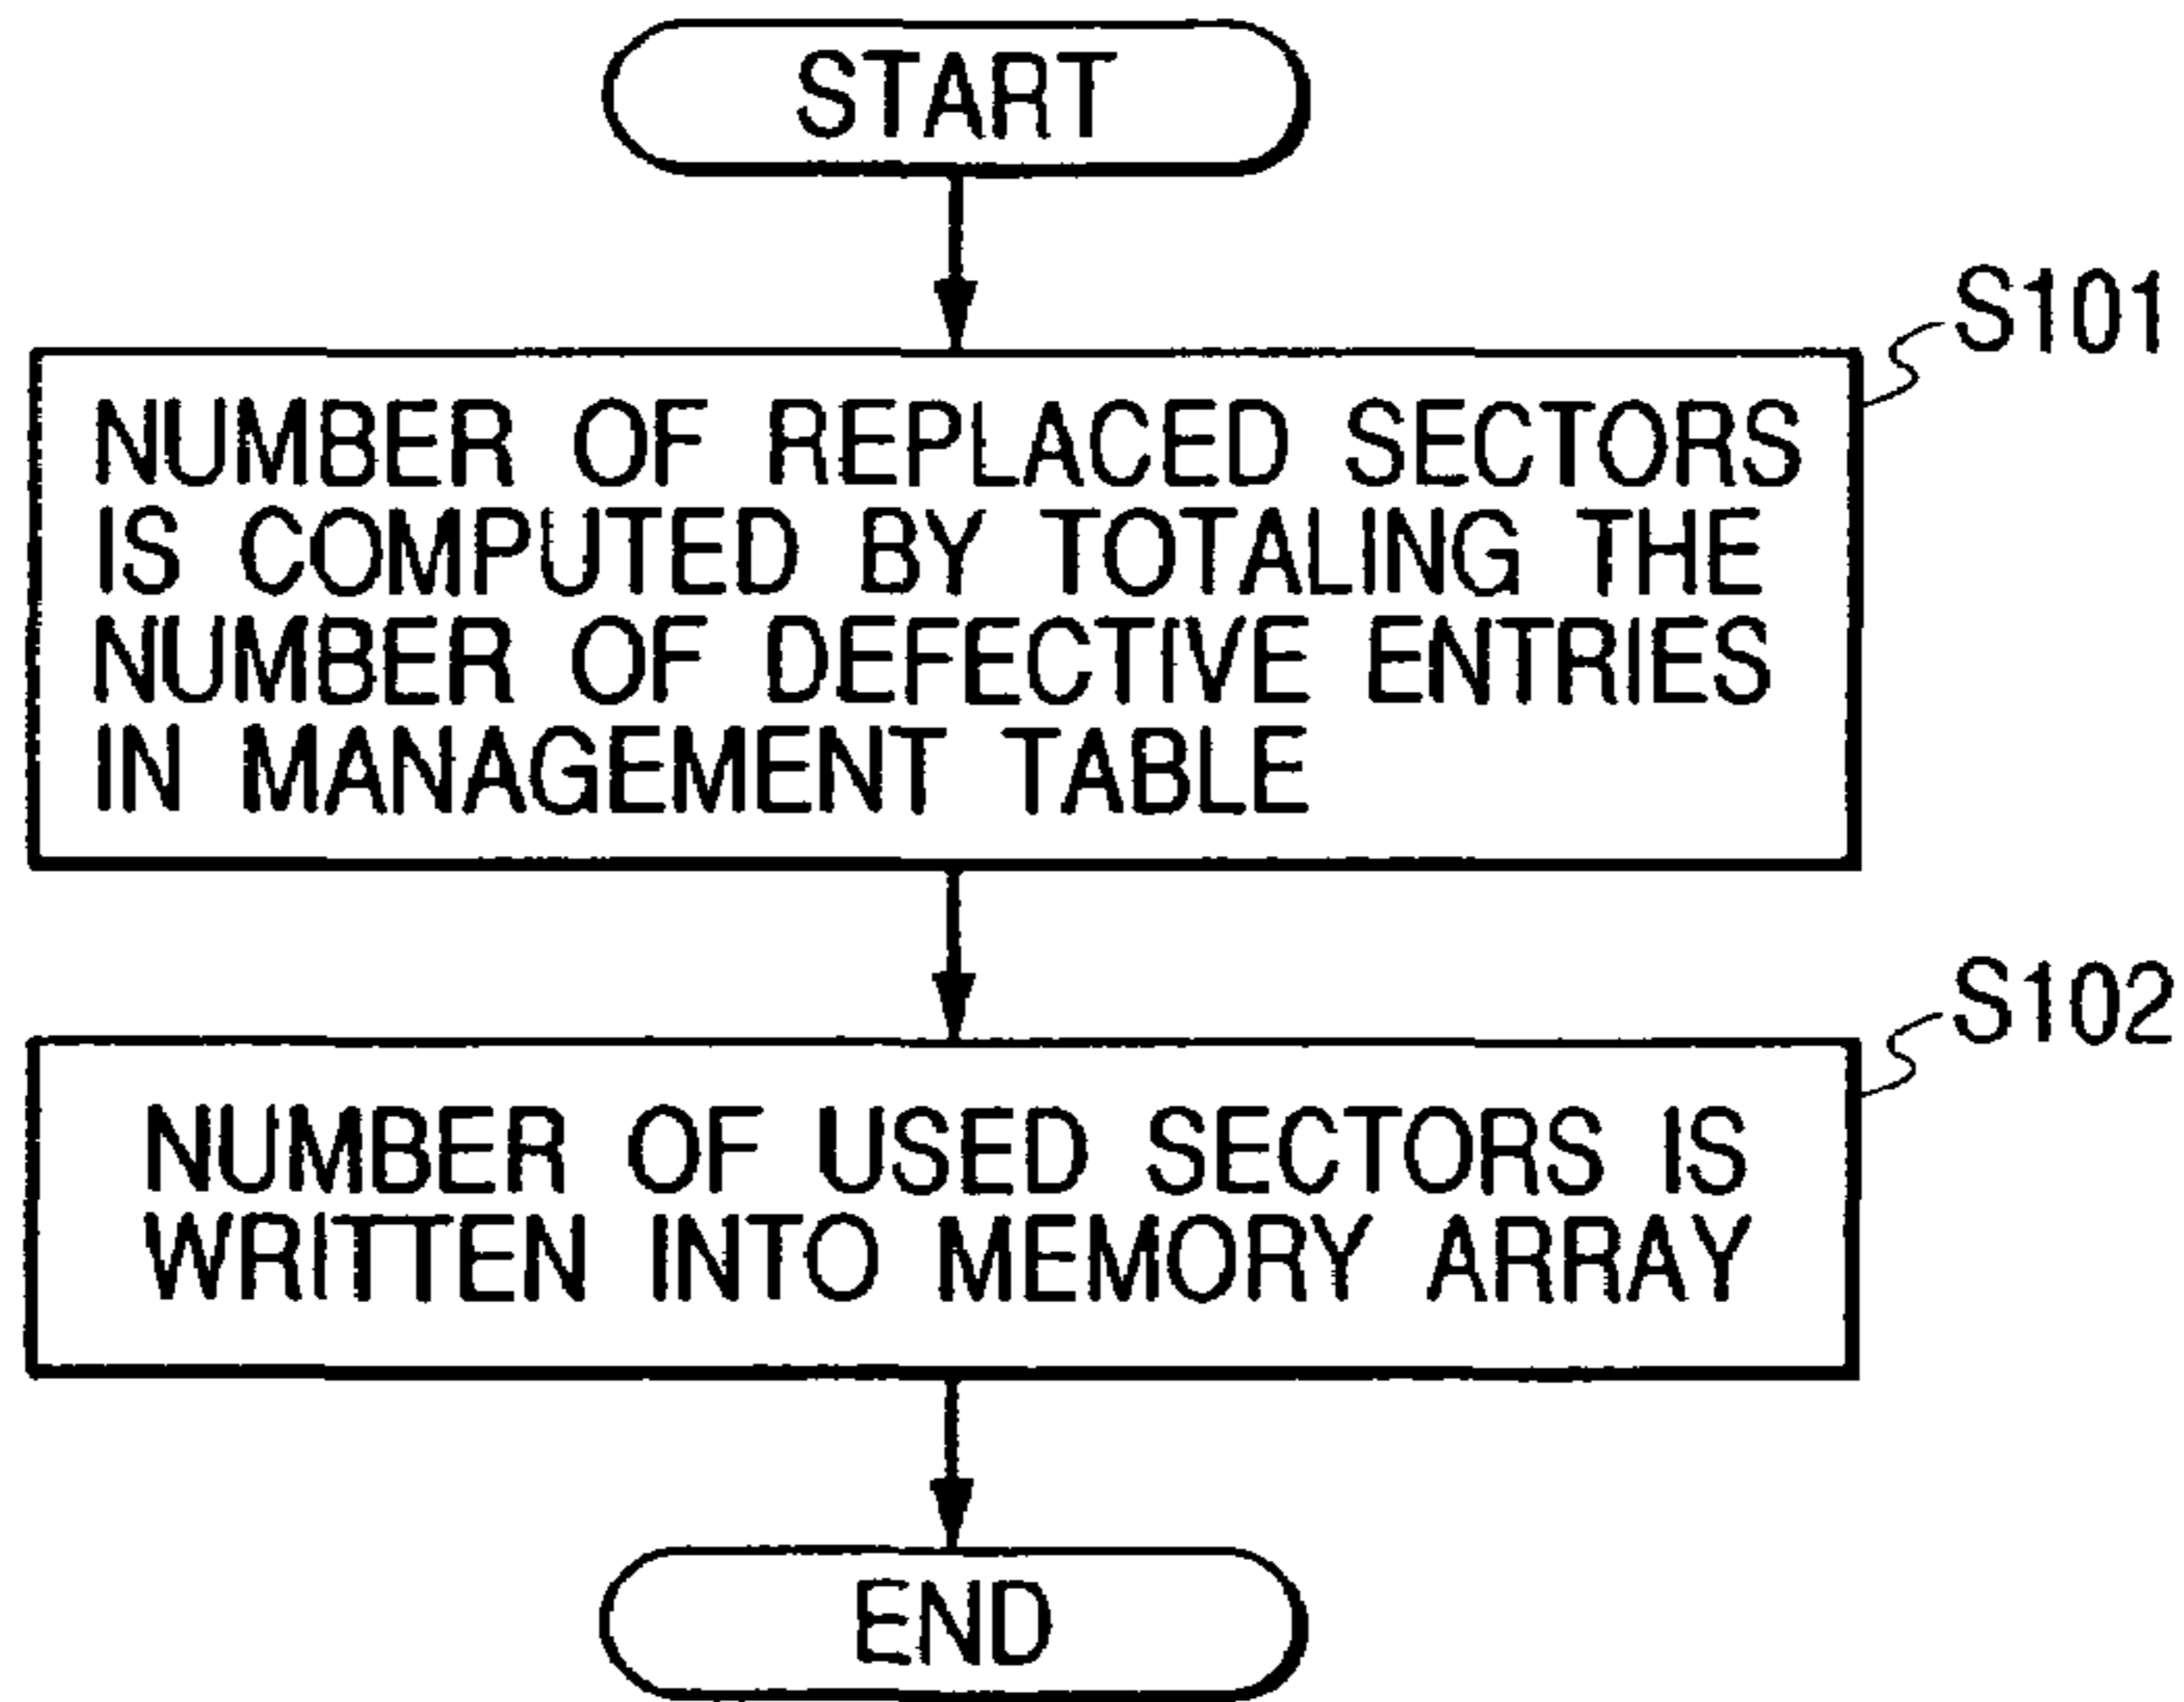 START
S101
NUMBER OF REPLACED SECTORS
IS COMPUTED BY TOTALING THE
NUMBER OF DEFECTIVE ENTRIES
IN MANAGEMENT TABLE
S102
NUMBER OF USED SECTORS IS
WRITTEN INTO MEMORY ARRAY
END